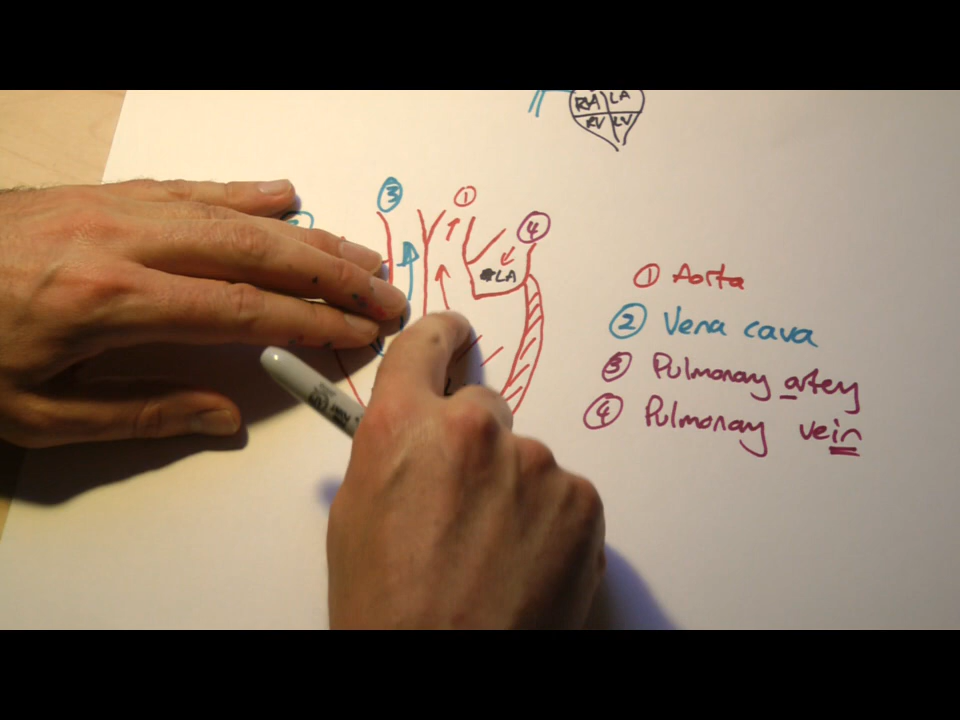 RA LA
RV LV
3 1
2 4
LA
1 Aorta
2 Vena cava
3 Pulmonary artery
4 Pulmonary vein